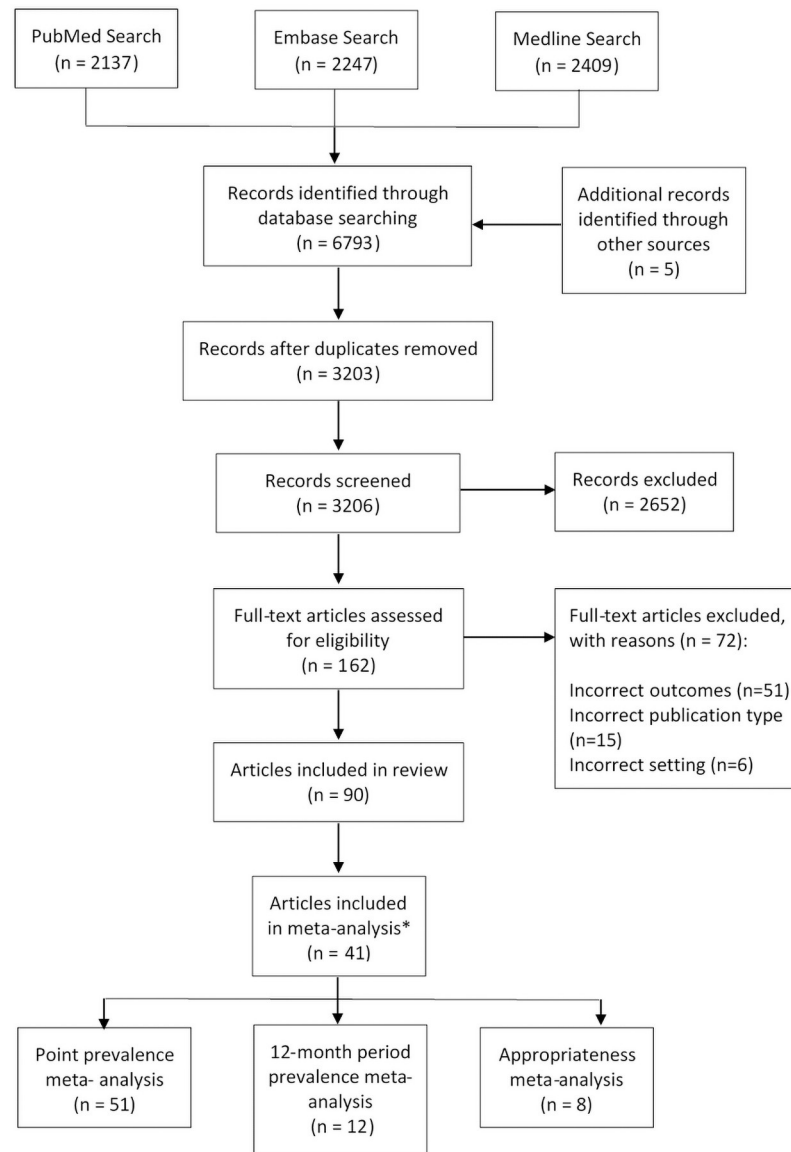 PubMed Search
(n = 2137)
Embase Search
(n = 2247)
Medline Search
(n = 2409)
Records identified through
database searching
(n = 6793)
Additional records
identified through
other sources
(n = 5)
Records after duplicates removed
(n = 3203)
Records screened
(n = 3206)
Records excluded
(n = 2652)
Full-text articles assessed
for eligibility
(n = 162)
Full-text articles excluded,
with reasons (n = 72):
Incorrect outcomes (n=51)
Incorrect publication type
(n=15)
Incorrect setting (n=6)
Articles included in review
(n = 90)
Articles included
in meta-analysis*
(n = 41)
Point prevalence
meta- analysis
(n = 51)
12-month period
prevalence meta-
analysis
(n = 12)
Appropriateness
meta-analysis
(n = 8)